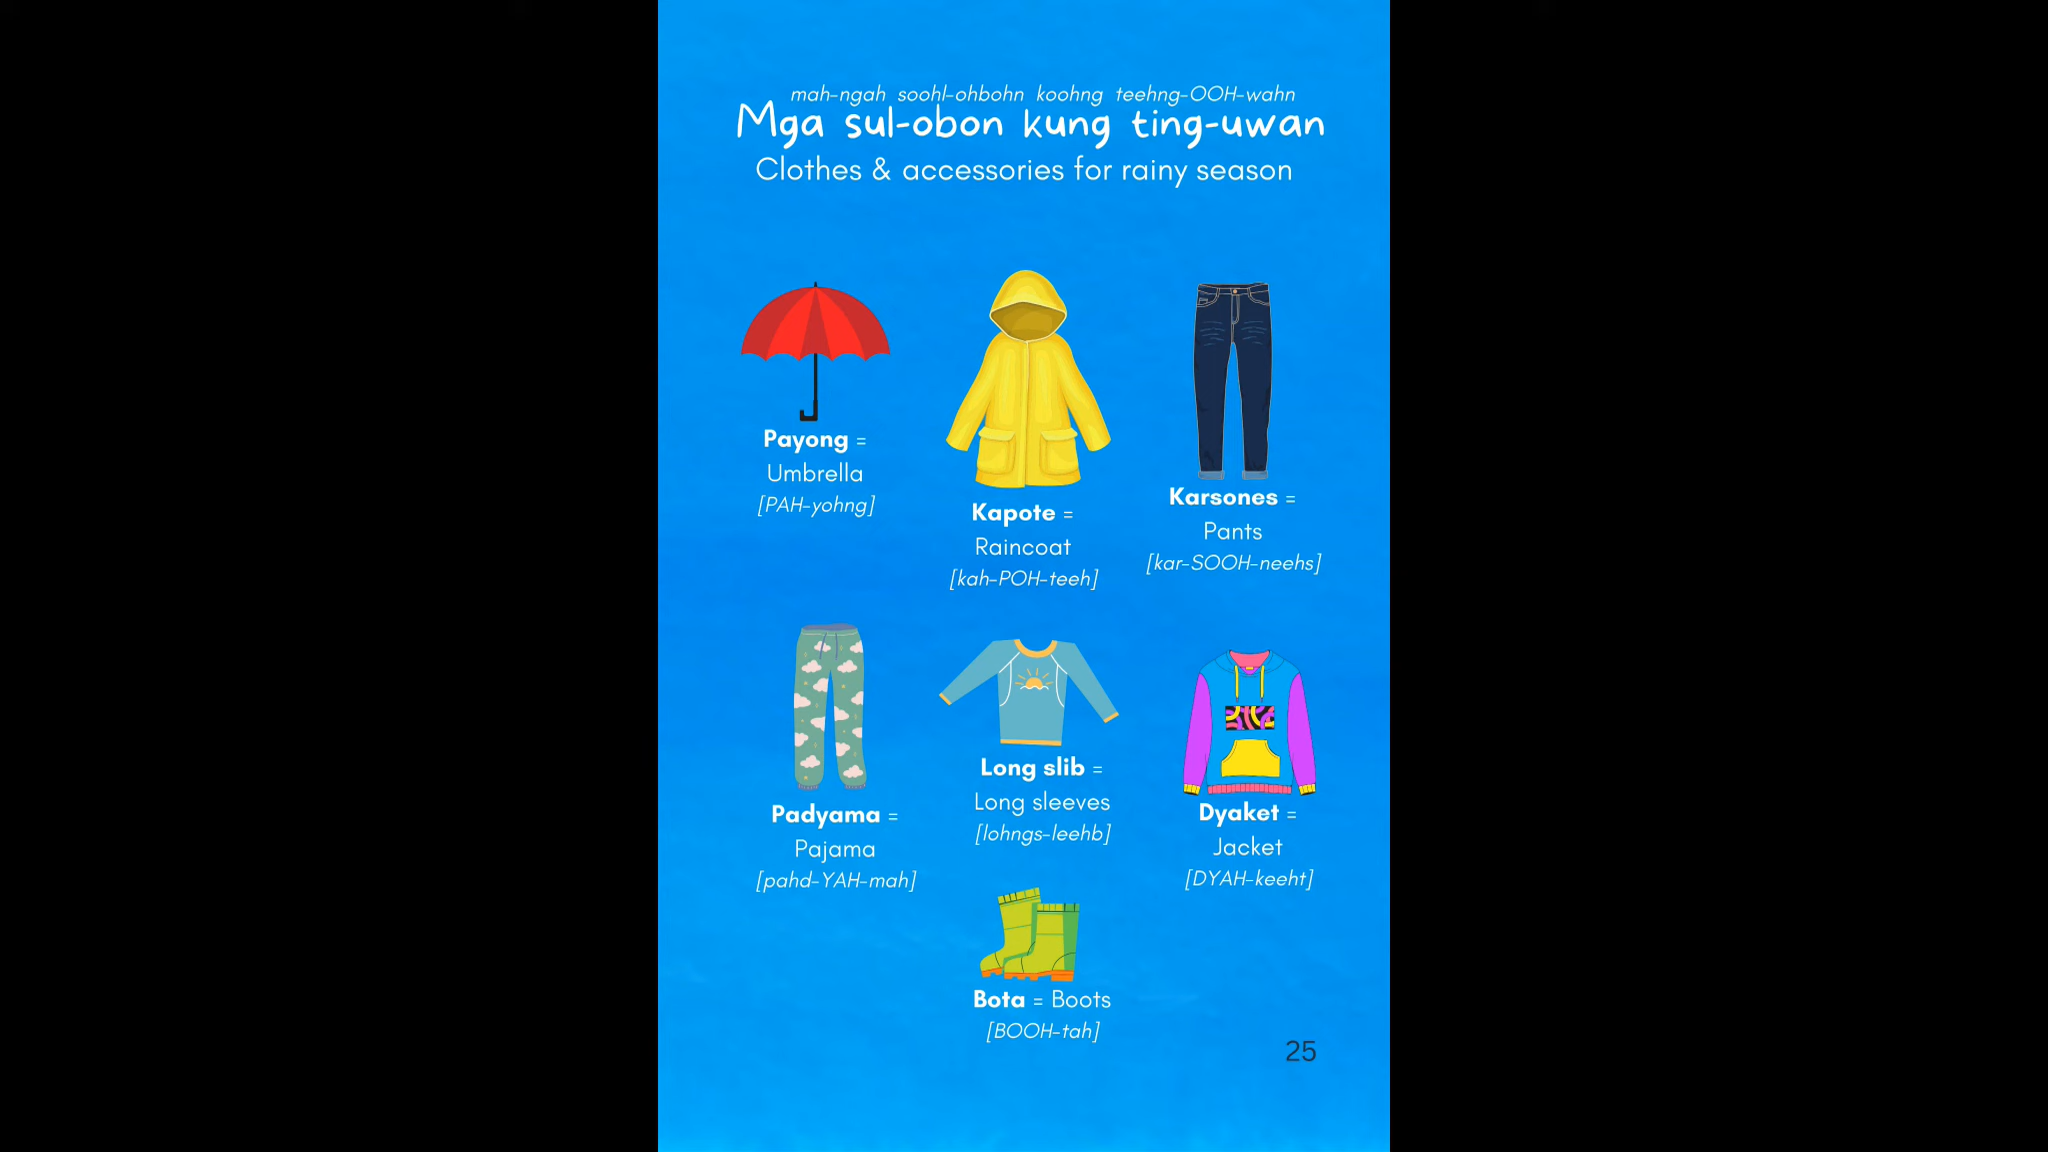 mah-ngah soohl-ohbohn koohng teehng-OOH-wahn
Mga sul-obon kung ting-uwan
Clothes & accessories for rainy season
Payong =
Umbrella
[PAH-yohng]
Kapote =
Raincoat
[kah-POH-teeh]
Karsones =
Pants
[kar-SOOH-neehs]
Padyama =
Pajama
[pahd-YAH-mah]
Long slib =
Long sleeves
[lohngs-leehb]
Dyaket =
Jacket
[DYAH-keeht]
Bota = Boots
[BOOH-tah]
25